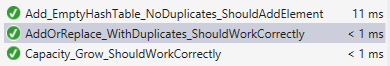 Add_EmptyHashTable_NoDuplicates_ShouldAddElement 11 ms
AddOrReplace_WithDuplicates_ShouldWorkCorrectly < 1 ms
Capacity_Grow_ShouldWorkCorrectly < 1 ms